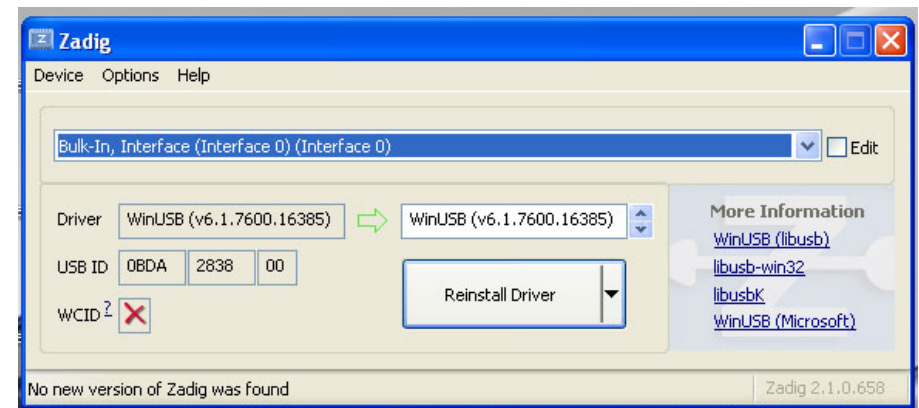 Zadig
Device Options Help
Bulk-In, Interface (Interface 0) (Interface 0)
Edit
Driver WinUSB (v6.1.7600.16385) WinUSB (v6.1.7600.16385)
USB ID 0BDA 2838 00
WCID ?
Reinstall Driver
More Information
WinUSB (libusb)
libusb-win32
libusbK
WinUSB (Microsoft)
No new version of Zadig was found
Zadig 2.1.0.658